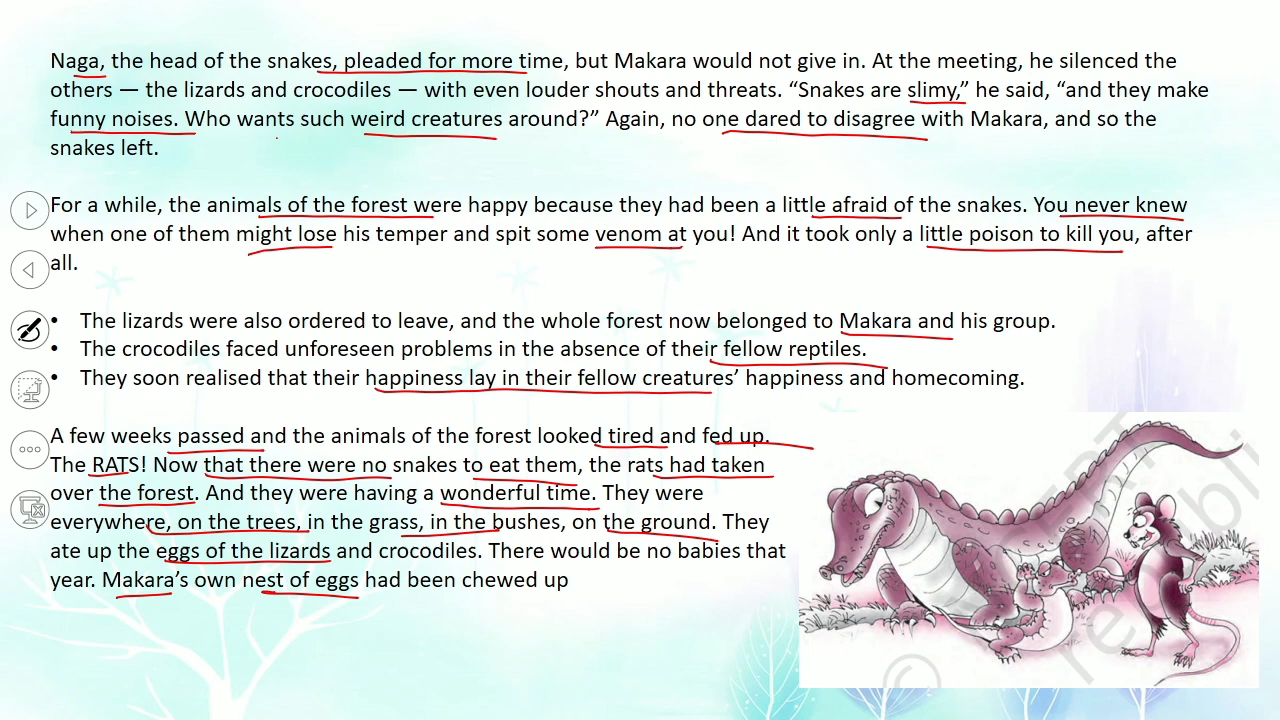 Naga, the head of the snakes, pleaded for more time, but Makara would not give in. At the meeting, he silenced the
others — the lizards and crocodiles — with even louder shouts and threats. “Snakes are slimy,” he said, “and they make
funny noises. Who wants such weird creatures around?” Again, no one dared to disagree with Makara, and so the
snakes left.
For a while, the animals of the forest were happy because they had been a little afraid of the snakes. You never knew
when one of them might lose his temper and spit some venom at you! And it took only a little poison to kill you, after
all.
• The lizards were also ordered to leave, and the whole forest now belonged to Makara and his group.
• The crocodiles faced unforeseen problems in the absence of their fellow reptiles.
• They soon realised that their happiness lay in their fellow creatures’ happiness and homecoming.
A few weeks passed and the animals of the forest looked tired and fed up.
The RATS! Now that there were no snakes to eat them, the rats had taken
over the forest. And they were having a wonderful time. They were
everywhere, on the trees, in the grass, in the bushes, on the ground. They
ate up the eggs of the lizards and crocodiles. There would be no babies that
year. Makara’s own nest of eggs had been chewed up